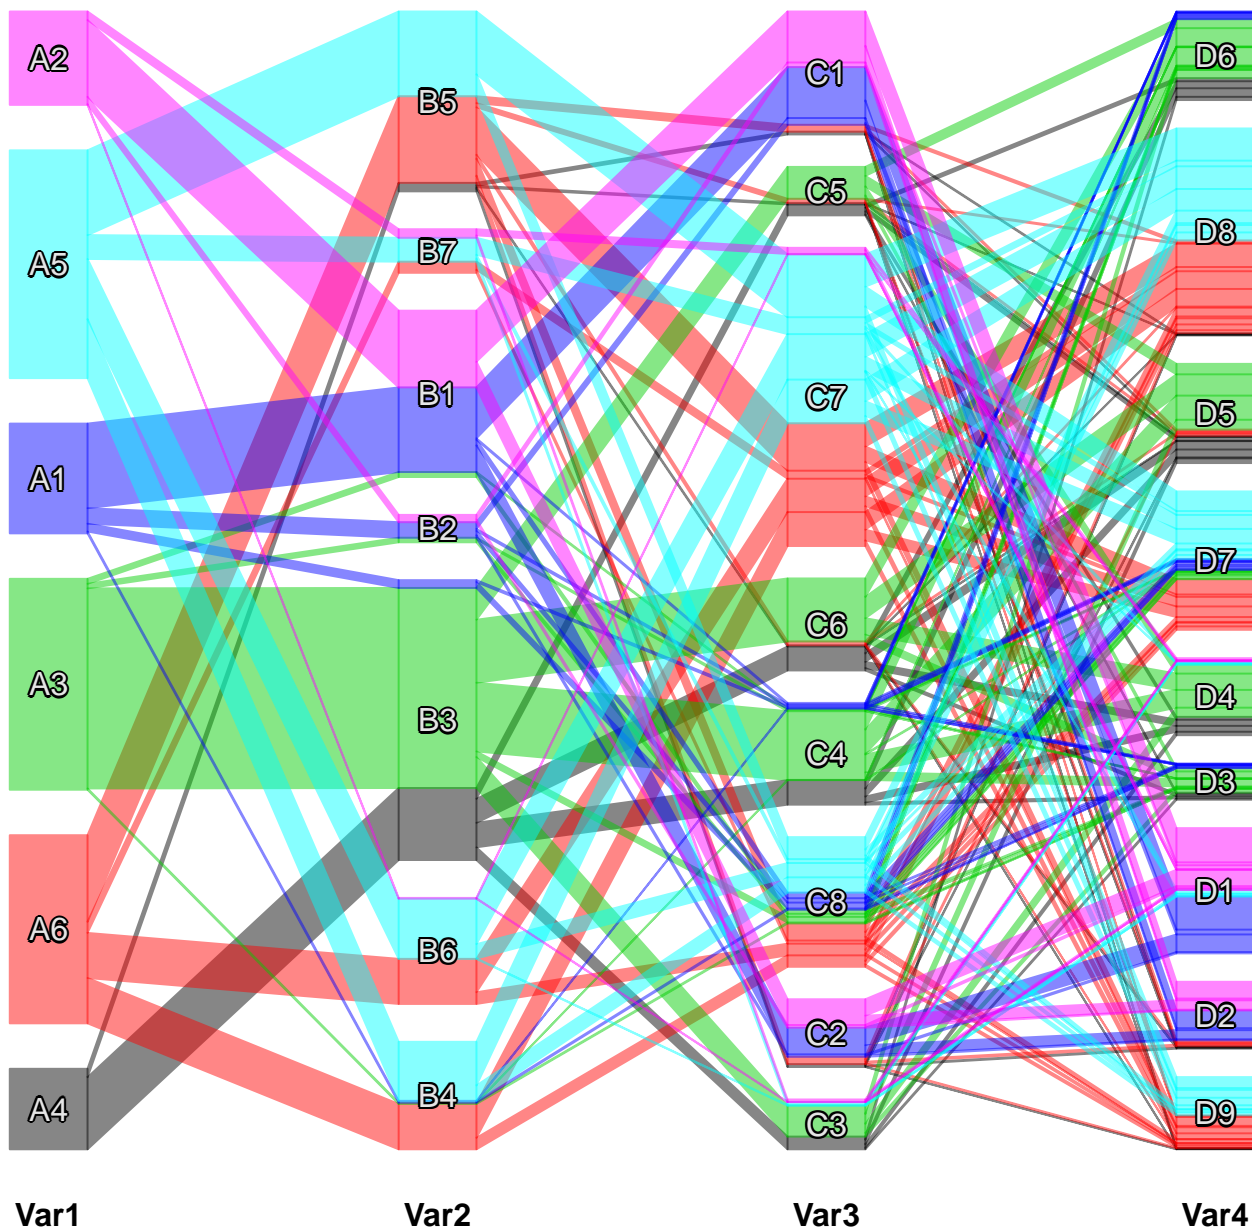 A2
A5
A1
A3
A6
A4
B5
B7
B1
B2
B3
B6
B4
C1
C5
C7
C6
C4
C8
C2
C3
D6
D8
D5
D7
D4
D3
D1
D2
D9
Var1 Var2 Var3 Var4